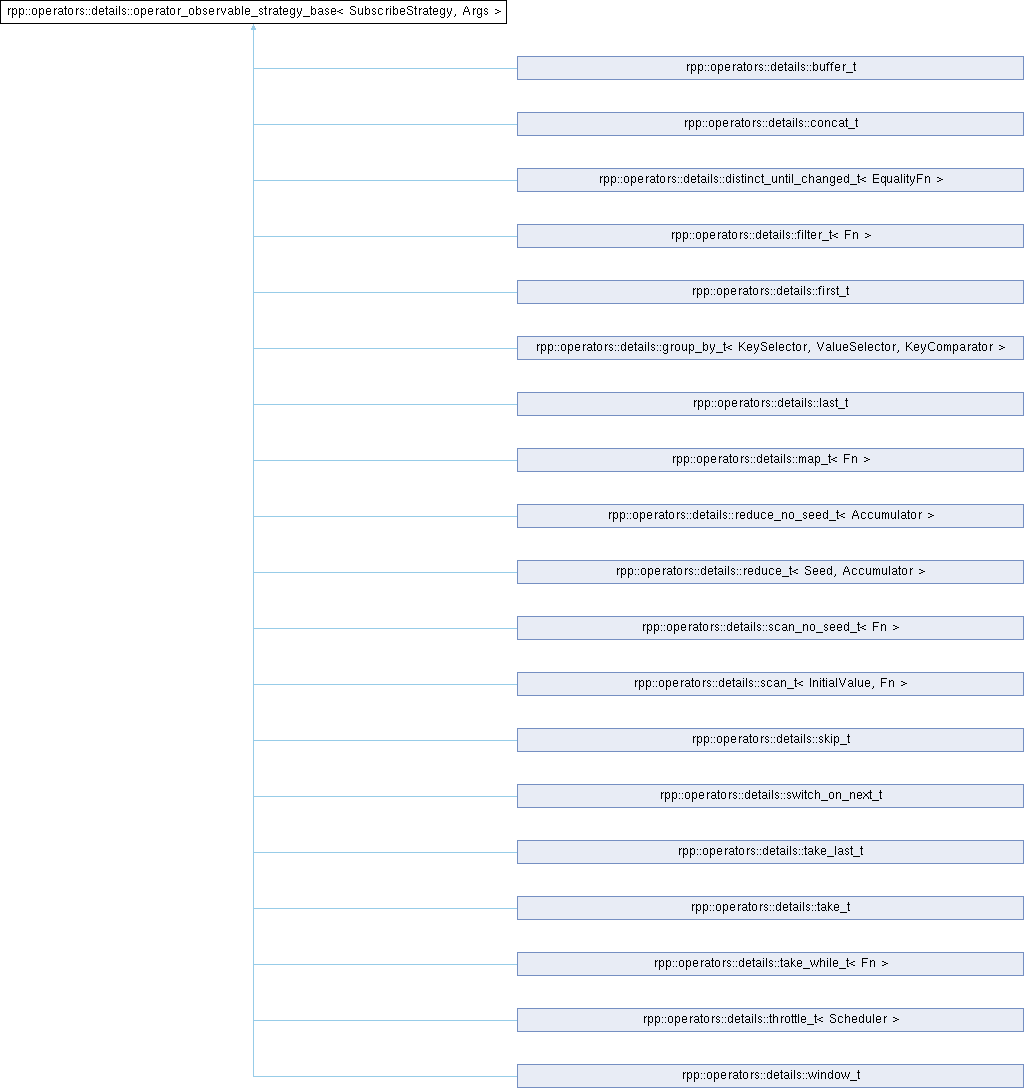 rpp::operators::details::operator_observable_strategy_base< SubscribeStrategy, Args >
rpp::operators::details::buffer_t
rpp::operators::details::concat_t
rpp::operators::details::distinct_until_changed_t< EqualityFn >
rpp::operators::details::filter_t< Fn >
rpp::operators::details::first_t
rpp::operators::details::group_by_t< KeySelector, ValueSelector, KeyComparator >
rpp::operators::details::last_t
rpp::operators::details::map_t< Fn >
rpp::operators::details::reduce_no_seed_t< Accumulator >
rpp::operators::details::reduce_t< Seed, Accumulator >
rpp::operators::details::scan_no_seed_t< Fn >
rpp::operators::details::scan_t< InitialValue, Fn >
rpp::operators::details::skip_t
rpp::operators::details::switch_on_next_t
rpp::operators::details::take_last_t
rpp::operators::details::take_t
rpp::operators::details::take_while_t< Fn >
rpp::operators::details::throttle_t< Scheduler >
rpp::operators::details::window_t